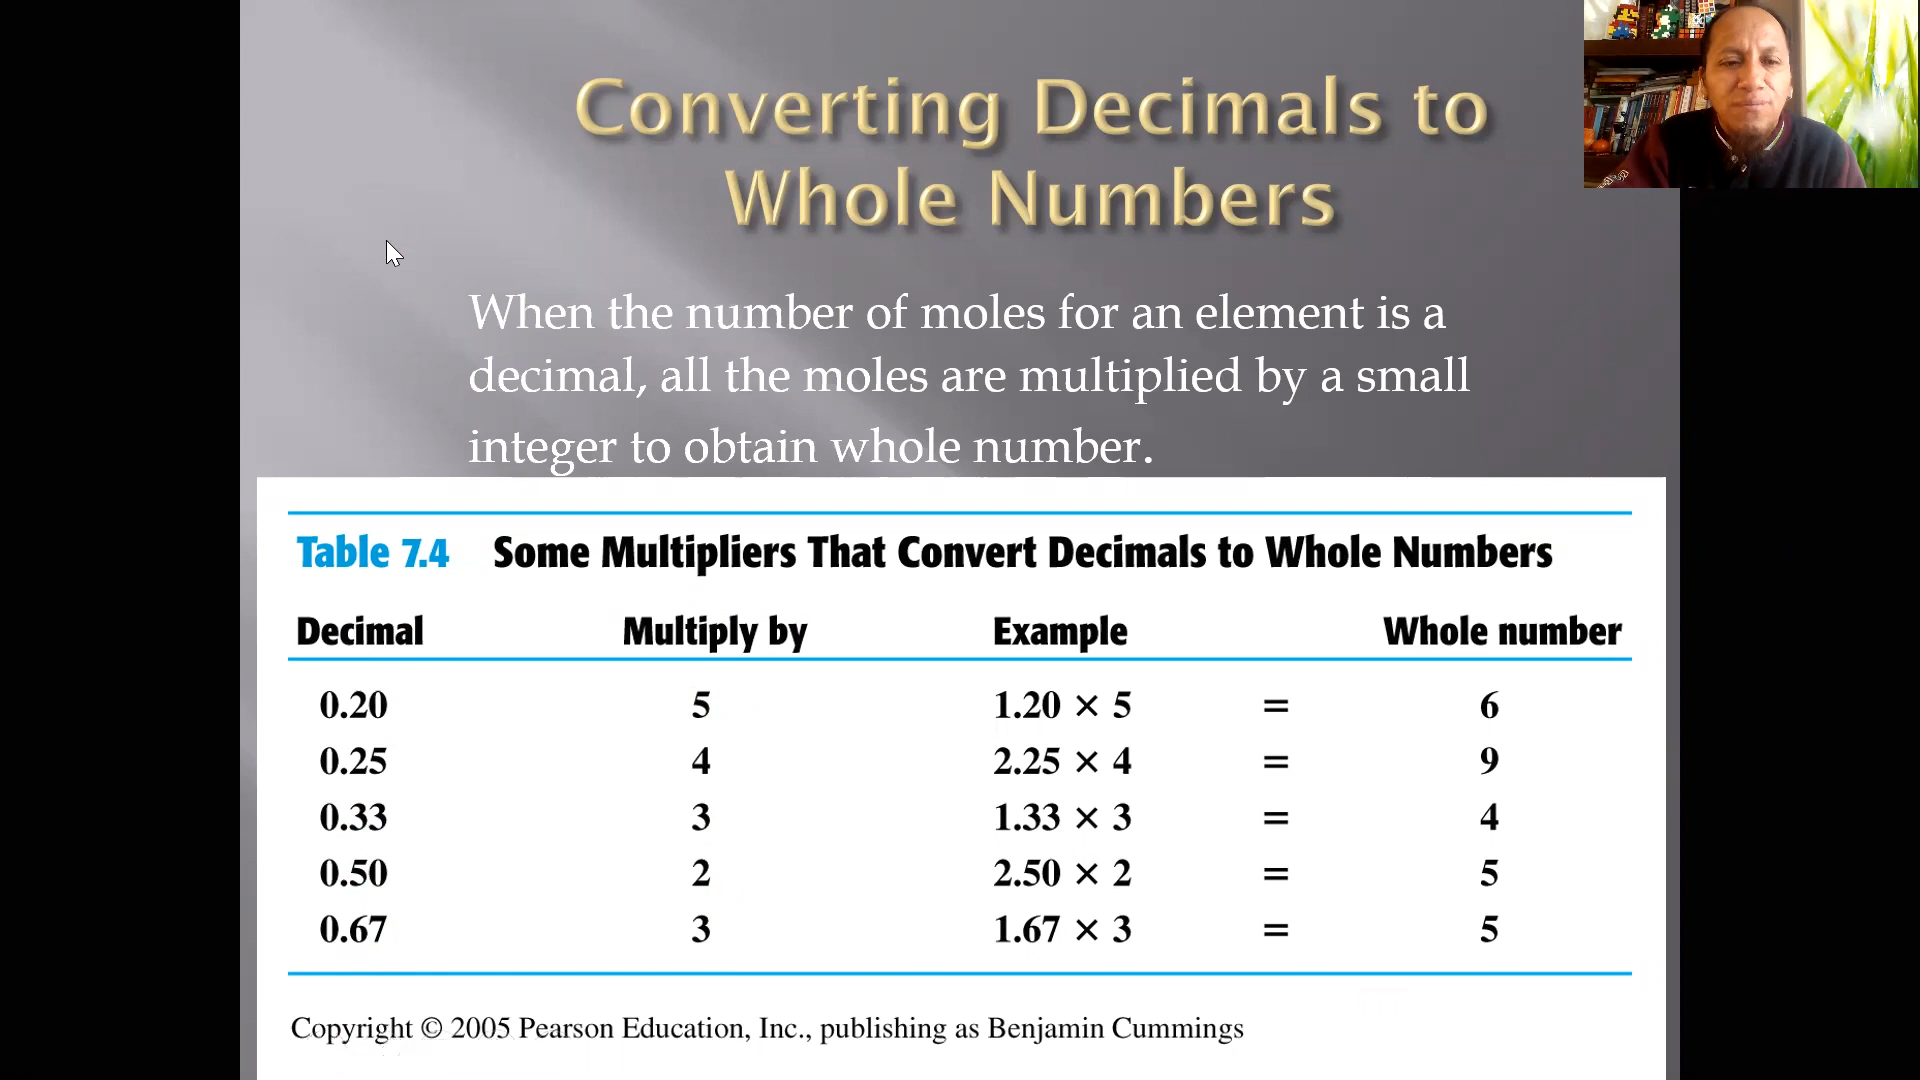 Converting Decimals to
Whole Numbers
When the number of moles for an element is a
decimal, all the moles are multiplied by a small
integer to obtain whole number.
Table 7.4 Some Multipliers That Convert Decimals to Whole Numbers
Decimal Multiply by Example Whole number
0.20 5 1.20 × 5 = 6
0.25 4 2.25 × 4 = 9
0.33 3 1.33 × 3 = 4
0.50 2 2.50 × 2 = 5
0.67 3 1.67 × 3 = 5
Copyright © 2005 Pearson Education, Inc., publishing as Benjamin Cummings